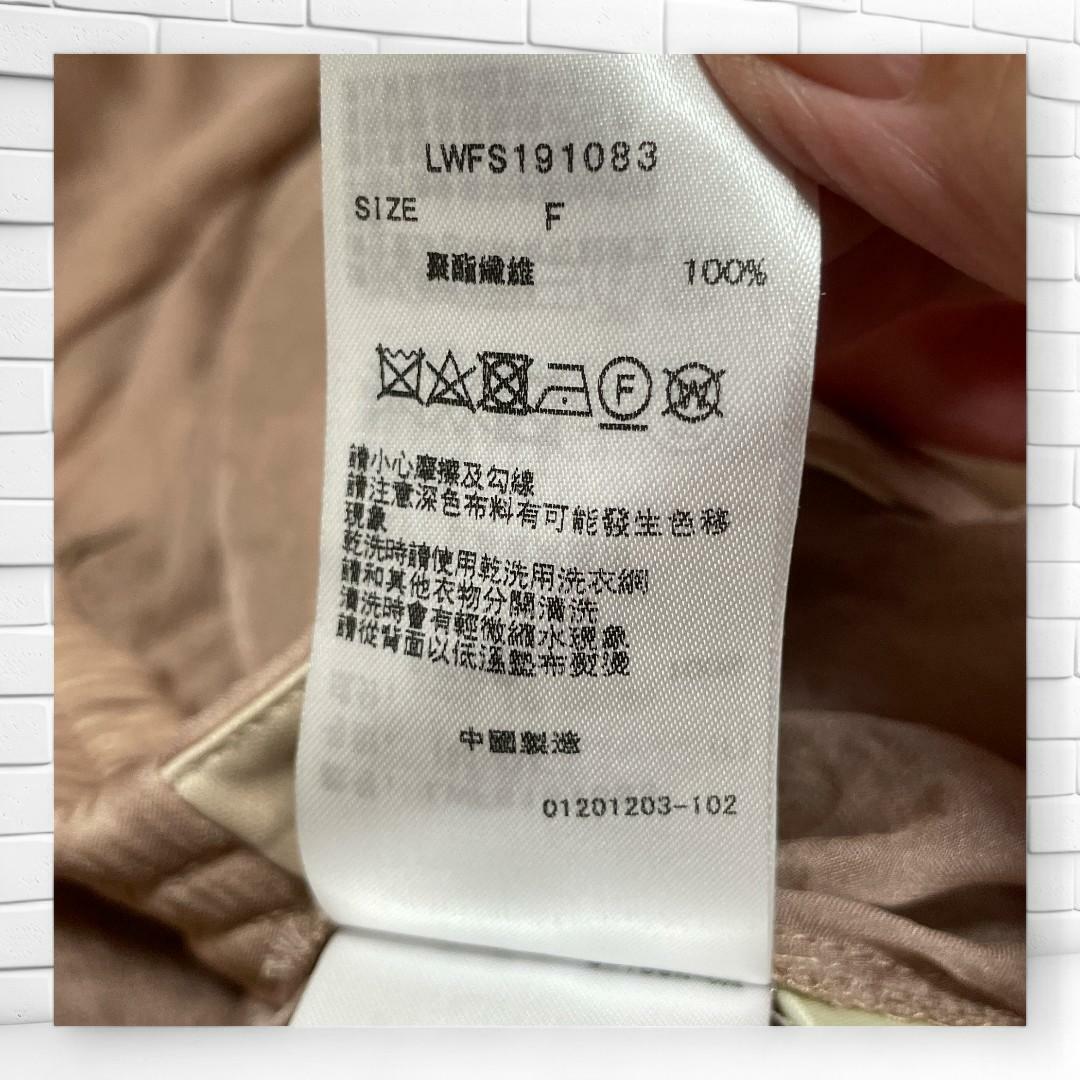 LWFS191083
SIZE F
聚酯纖維 100%
F
W
請小心摩擦及勾線
請注意深色布料有可能發生色移
現象
乾洗時請使用乾洗用洗衣網
請和其他衣物分開清洗
清洗時會有輕微縮水現象
請從背面以低溫墊布熨燙
中國製造
01201203-102